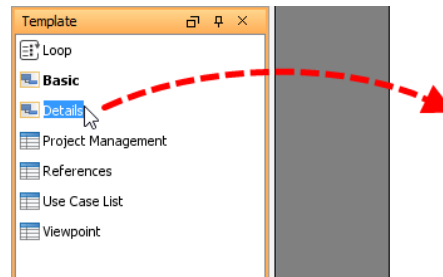 Template
Loop
Basic
Details
Project Management
References
Use Case List
Viewpoint